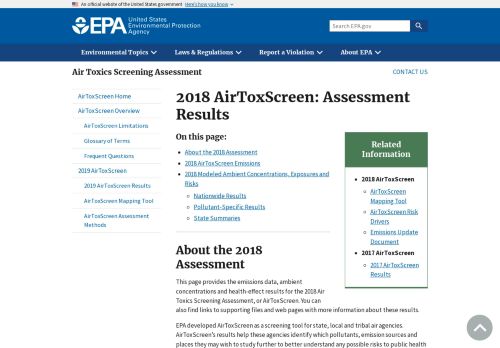 An official website of the United States government Here's how you know
EPA United States
Environmental Protection
Agency
Search EPA.gov
Environmental Topics Laws & Regulations Report a Violation About EPA
Air Toxics Screening Assessment
CONTACT US
AirToxScreen Home
AirToxScreen Overview
AirToxScreen Limitations
Glossary of Terms
Frequent Questions
2019 AirToxScreen
2019 AirToxScreen Results
AirToxScreen Mapping Tool
AirToxScreen Assessment
Methods
2018 AirToxScreen: Assessment
Results
On this page:
About the 2018 Assessment
2018 AirToxScreen Emissions
2018 Modeled Ambient Concentrations, Exposures and
Risks
Nationwide Results
Pollutant-Specific Results
State Summaries
Related
Information
2018 AirToxScreen
AirToxScreen
Mapping Tool
AirToxScreen Risk
Drivers
Emissions Update
Document
2017 AirToxScreen
2017 AirToxScreen
Results
About the 2018
Assessment
This page provides the emissions data, ambient
concentrations and health-effect results for the 2018 Air
Toxics Screening Assessment, or AirToxScreen. You can
also find links to supporting files and web pages with more information about these results.
EPA developed AirToxScreen as a screening tool for state, local and tribal air agencies.
AirToxScreen's results help these agencies identify which pollutants, emission sources and
places they may wish to study further to better understand any possible risks to public health